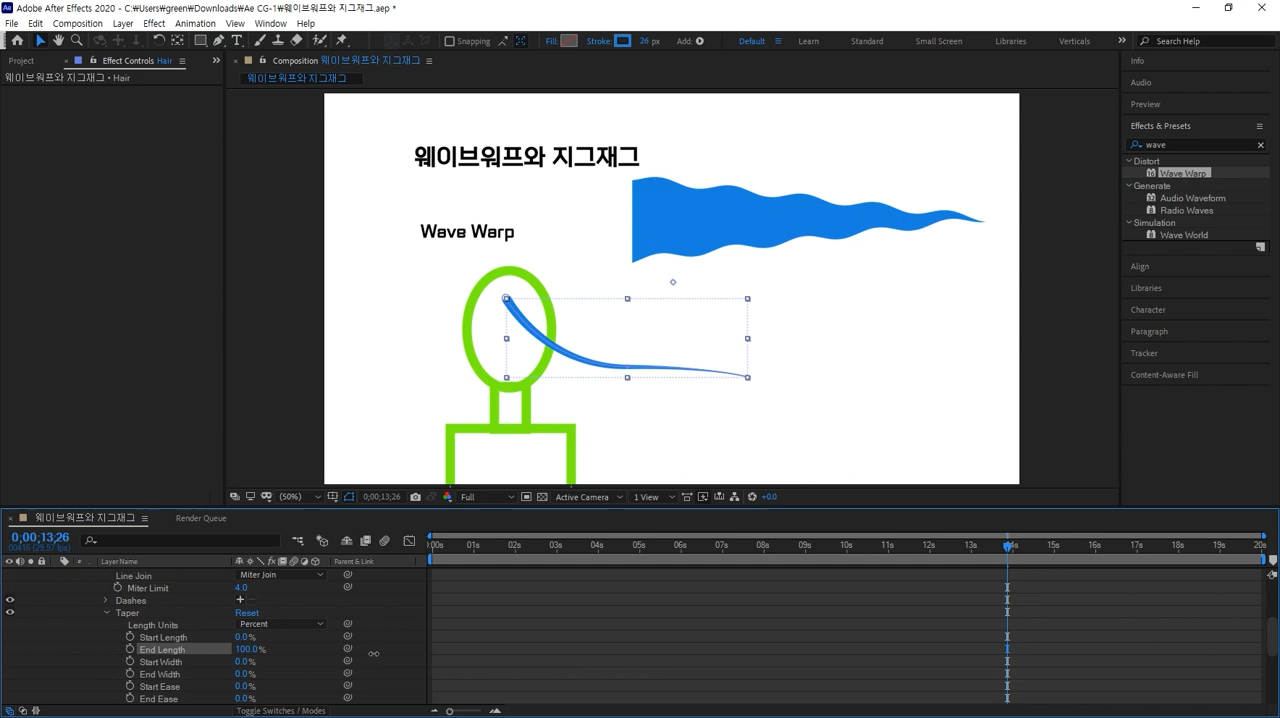 Adobe After Effects 2020 - C:₩Users₩green₩Downloads₩Ae CG-1₩웨이브워프와 지그재그.aep *
File Edit Composition Layer Effect Animation View Window Help
Snapping Fill: Stroke: 26 px Add: Default Learn Standard Small Screen Libraries Verticals Search Help
Project Effect Controls Hair Composition 웨이브워프와 지그재그 Info
웨이브워프와 지그재그 • Hair 웨이브워프와 지그재그
Audio
Preview
Effects & Presets
wave
Distort
Wave Warp
Generate
Audio Waveform
Radio Waves
Simulation
Wave World
Align
Libraries
Character
Paragraph
Tracker
Content-Aware Fill
웨이브워프와 지그재그
Wave Warp
(50%) 0;00;13;26 Full Active Camera 1 View +0.0
웨이브워프와 지그재그 Render Queue
0;00;13;26
00416 (29.97 fps)
# Layer Name Parent & Link
:00s 01s 02s 03s 04s 05s 06s 07s 08s 09s 10s 11s 12s 13s 14s 15s 16s 17s 18s 19s 20s
Line Join Miter Join
Miter Limit 4.0
Dashes
Taper Reset
Length Units Percent
Start Length 0.0 %
End Length 100.0 %
Start Width 0.0 %
End Width 0.0 %
Start Ease 0.0 %
End Ease 0.0 %
Toggle Switches / Modes